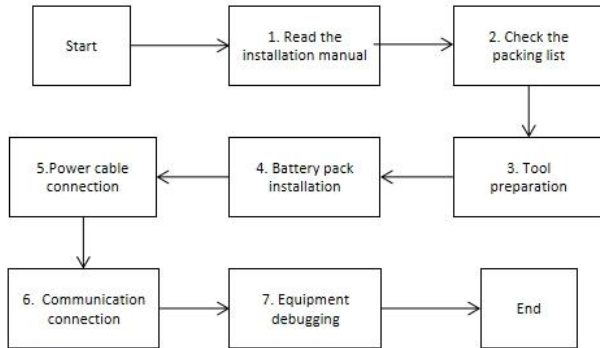 Start
1. Read the
installation manual
2. Check the
packing list
3. Tool
preparation
4. Battery pack
installation
5.Power cable
connection
6. Communication
connection
7. Equipment
debugging
End